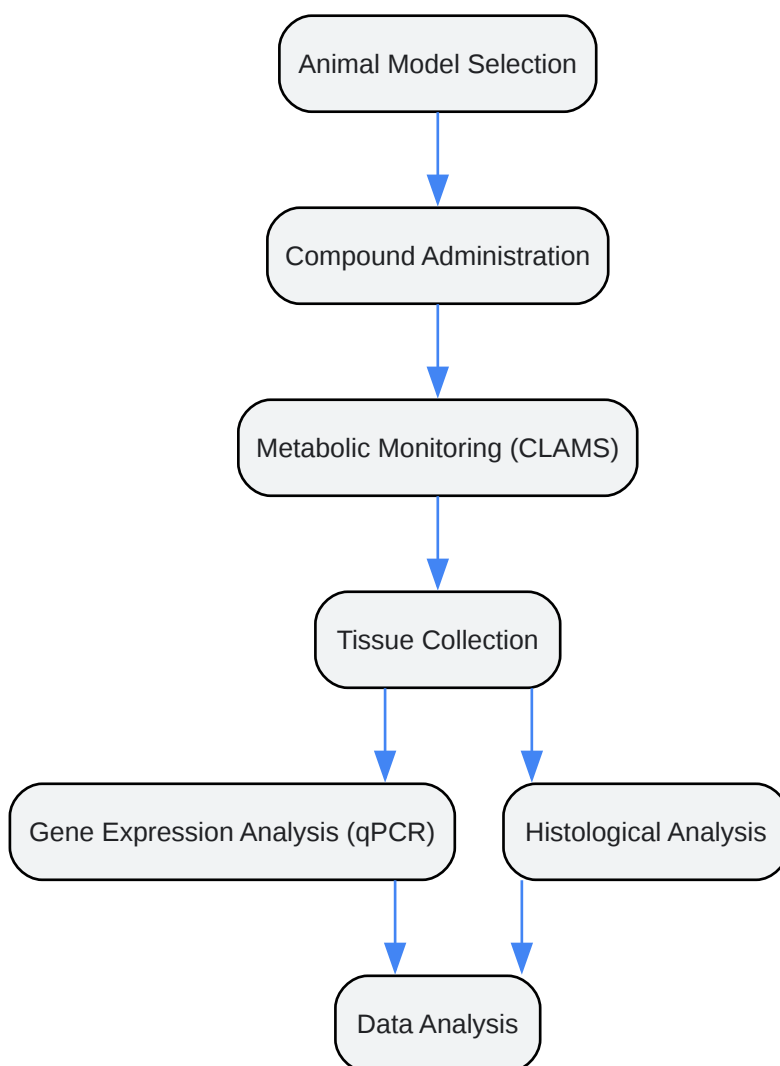 Animal Model Selection
Compound Administration
Metabolic Monitoring (CLAMS)
Tissue Collection
Gene Expression Analysis (qPCR)
Histological Analysis
Data Analysis